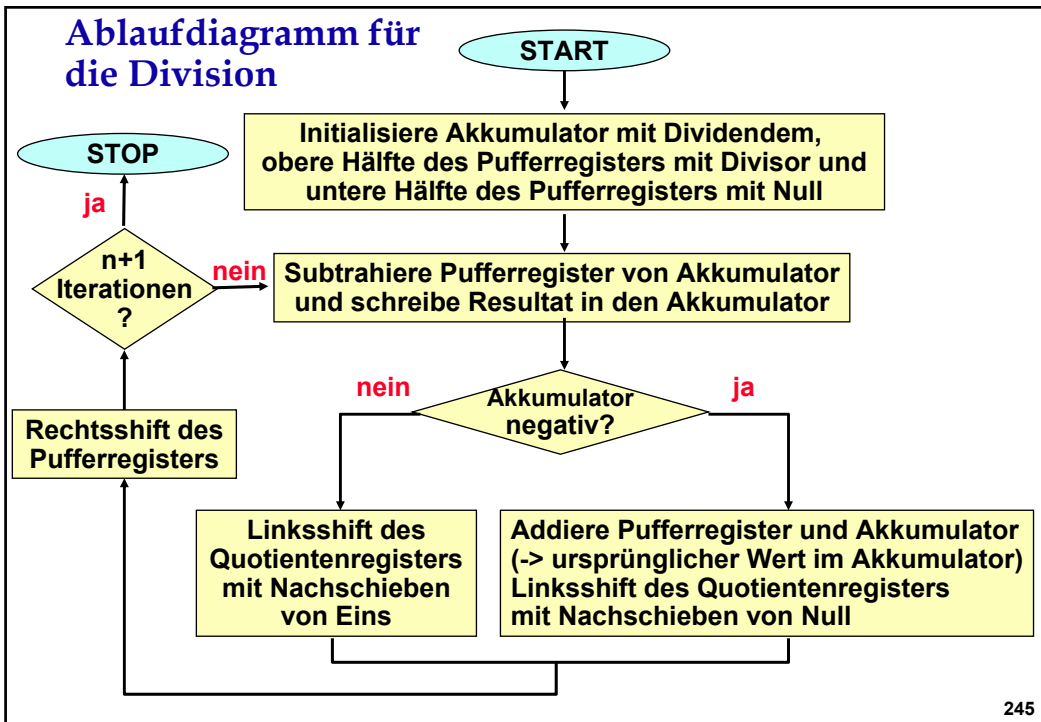 Ablaufdiagramm für
die Division
START
Initialisiere Akkumulator mit Dividendem,
obere Hälfte des Pufferregisters mit Divisor und
untere Hälfte des Pufferregisters mit Null
STOP
ja
n+1
Iterationen
?
nein
Subtrahiere Pufferregister von Akkumulator
und schreibe Resultat in den Akkumulator
nein
Akkumulator
negativ?
ja
Rechtsshift des
Pufferregisters
Linksshift des
Quotientenregisters
mit Nachschieben
von Eins
Addiere Pufferregister und Akkumulator
(-> ursprünglicher Wert im Akkumulator)
Linksshift des Quotientenregisters
mit Nachschieben von Null
245